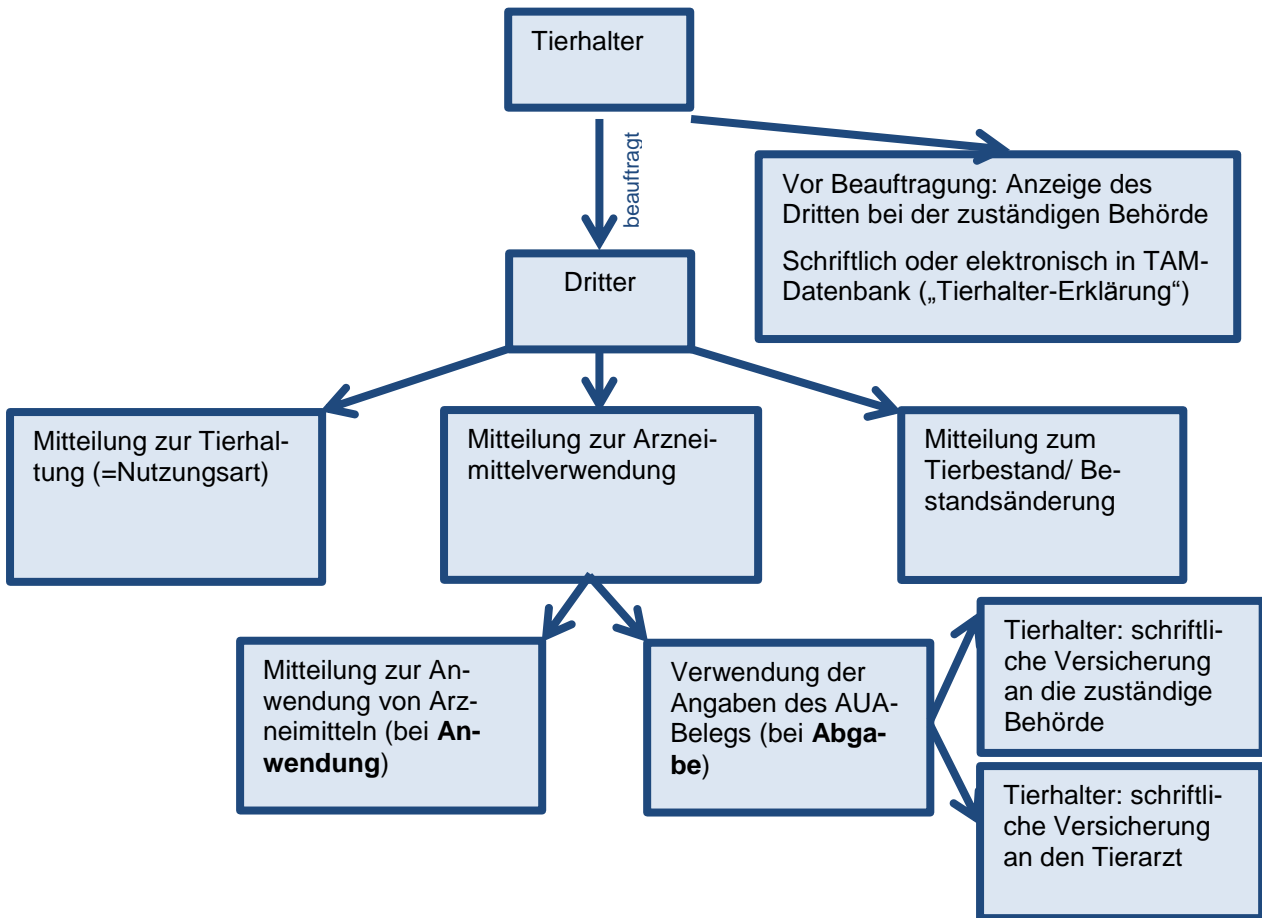 Tierhalter
beauftragt
Vor Beauftragung: Anzeige des
Dritten bei der zuständigen Behörde
Schriftlich oder elektronisch in TAM-
Datenbank („Tierhalter-Erklärung“)
Dritter
Mitteilung zur Tierhal-
tung (=Nutzungsart)
Mitteilung zur Arznei-
mittelverwendung
Mitteilung zum
Tierbestand/ Be-
standsänderung
Mitteilung zur An-
wendung von Arz-
neimitteln (bei An-
wendung)
Verwendung der
Angaben des AUA-
Belegs (bei Abga-
be)
Tierhalter: schriftli-
che Versicherung
an die zuständige
Behörde
Tierhalter: schriftli-
che Versicherung
an den Tierarzt